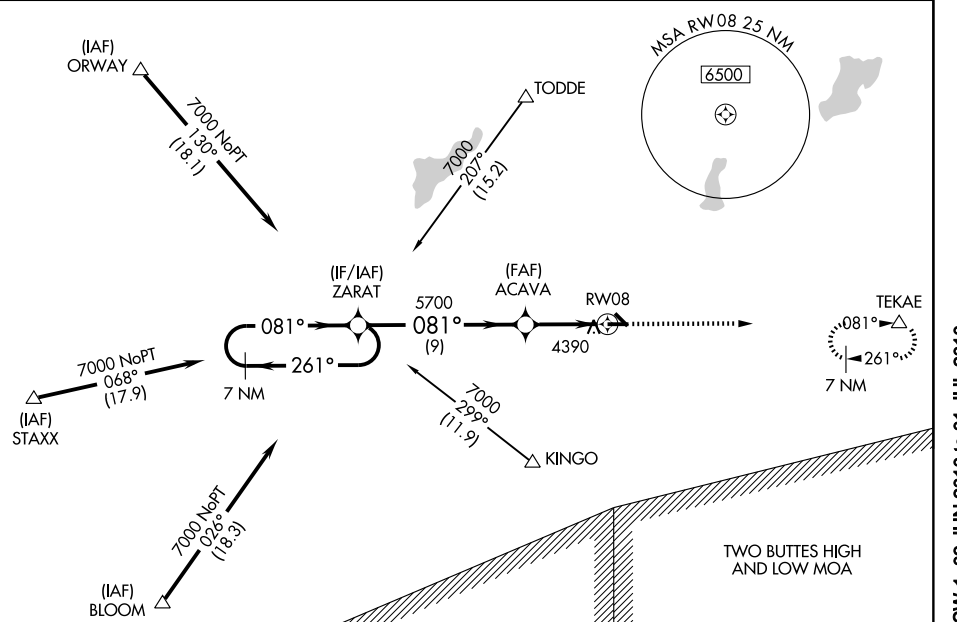 MSA RW08 25 NM
6500
(IAF)
ORWAY
7000 NoPT
130°
(18.1)
TODDE
7000
207°
(15.2)
(IF/IAF)
ZARAT
(FAF)
ACAVA
RW08
TEKAE
081°
5700
081°
(9)
4390
081°
261°
261°
7 NM
7 NM
7000 NoPT
068°
(17.9)
(IAF)
STAXX
7000
299°
(11.9)
KINGO
7000 NoPT
026°
(18.3)
(IAF)
BLOOM
TWO BUTTES HIGH
AND LOW MOA